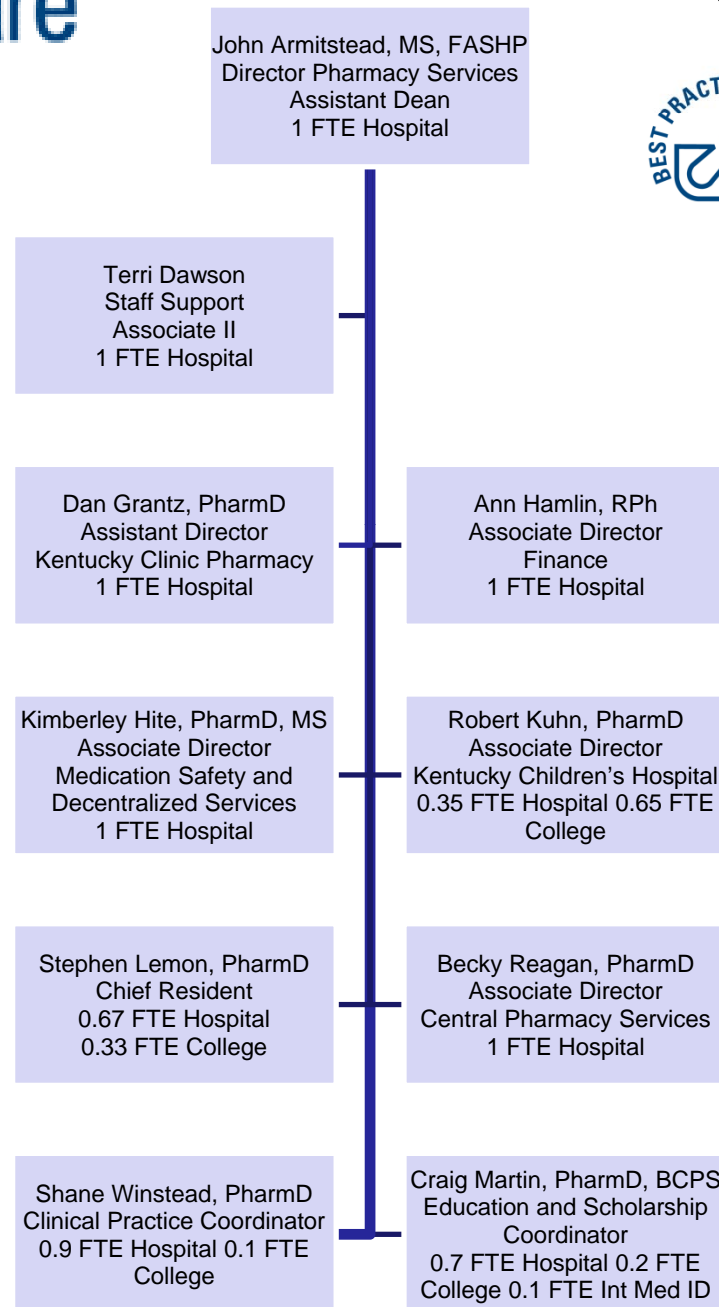 John Armitstead, MS, FASHP
Director Pharmacy Services
Assistant Dean
1 FTE Hospital
BEST
Terri Dawson
Staff Support
Associate II
1 FTE Hospital
Dan Grantz, PharmD
Assistant Director
Kentucky Clinic Pharmacy
1 FTE Hospital
Ann Hamlin, RPh
Associate Director
Finance
1 FTE Hospital
Kimberley Hite, PharmD, MS
Associate Director
Medication Safety and
Decentralized Services
1 FTE Hospital
Robert Kuhn, PharmD
Associate Director
Kentucky Children's Hospital
0.35 FTE Hospital 0.65 FTE
College
Stephen Lemon, PharmD
Chief Resident
0.67 FTE Hospital
0.33 FTE College
Becky Reagan, PharmD
Associate Director
Central Pharmacy Services
1 FTE Hospital
Shane Winstead, PharmD
Clinical Practice Coordinator
0.9 FTE Hospital 0.1 FTE
College
Craig Martin, PharmD, BCPS
Education and Scholarship
Coordinator
0.7 FTE Hospital 0.2 FTE
College 0.1 FTE Int Med ID